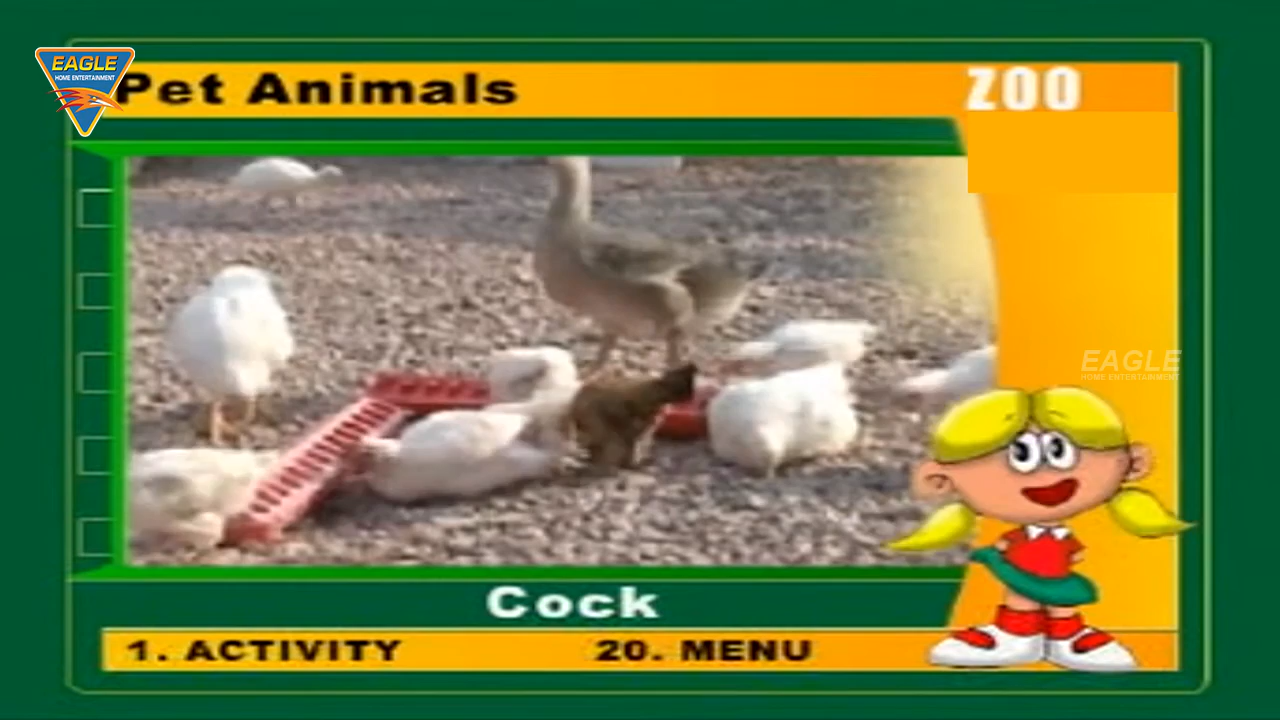 EAGLE
HOME ENTERTAINMENT
Pet Animals
ZOO
EAGLE
HOME ENTERTAINMENT
Cock
1. ACTIVITY
20. MENU